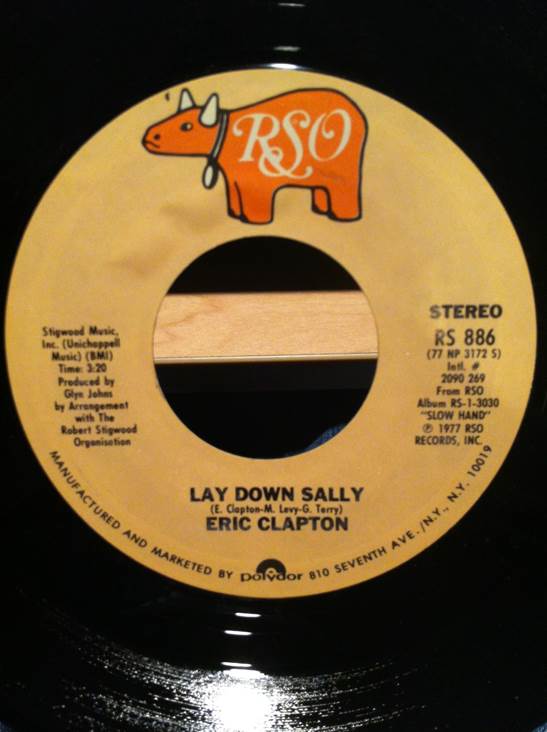 RSO
STEREO
RS 886
(77 NP 3172 S)
Intl. #
2090 269
From RSO
Album RS-1-3030
"SLOW HAND"
℗ 1977 RSO
RECORDS, INC.
Stigwood Music,
Inc. (Unichappell
Music) (BMI)
Time: 3:20
Produced by
Glyn Johns
by Arrangement
with The
Robert Stigwood
Organisation
LAY DOWN SALLY
(E. Clapton-M. Levy-G. Terry)
ERIC CLAPTON
MANUFACTURED AND MARKETED BY polydor 810 SEVENTH AVE./N.Y., N.Y. 10019